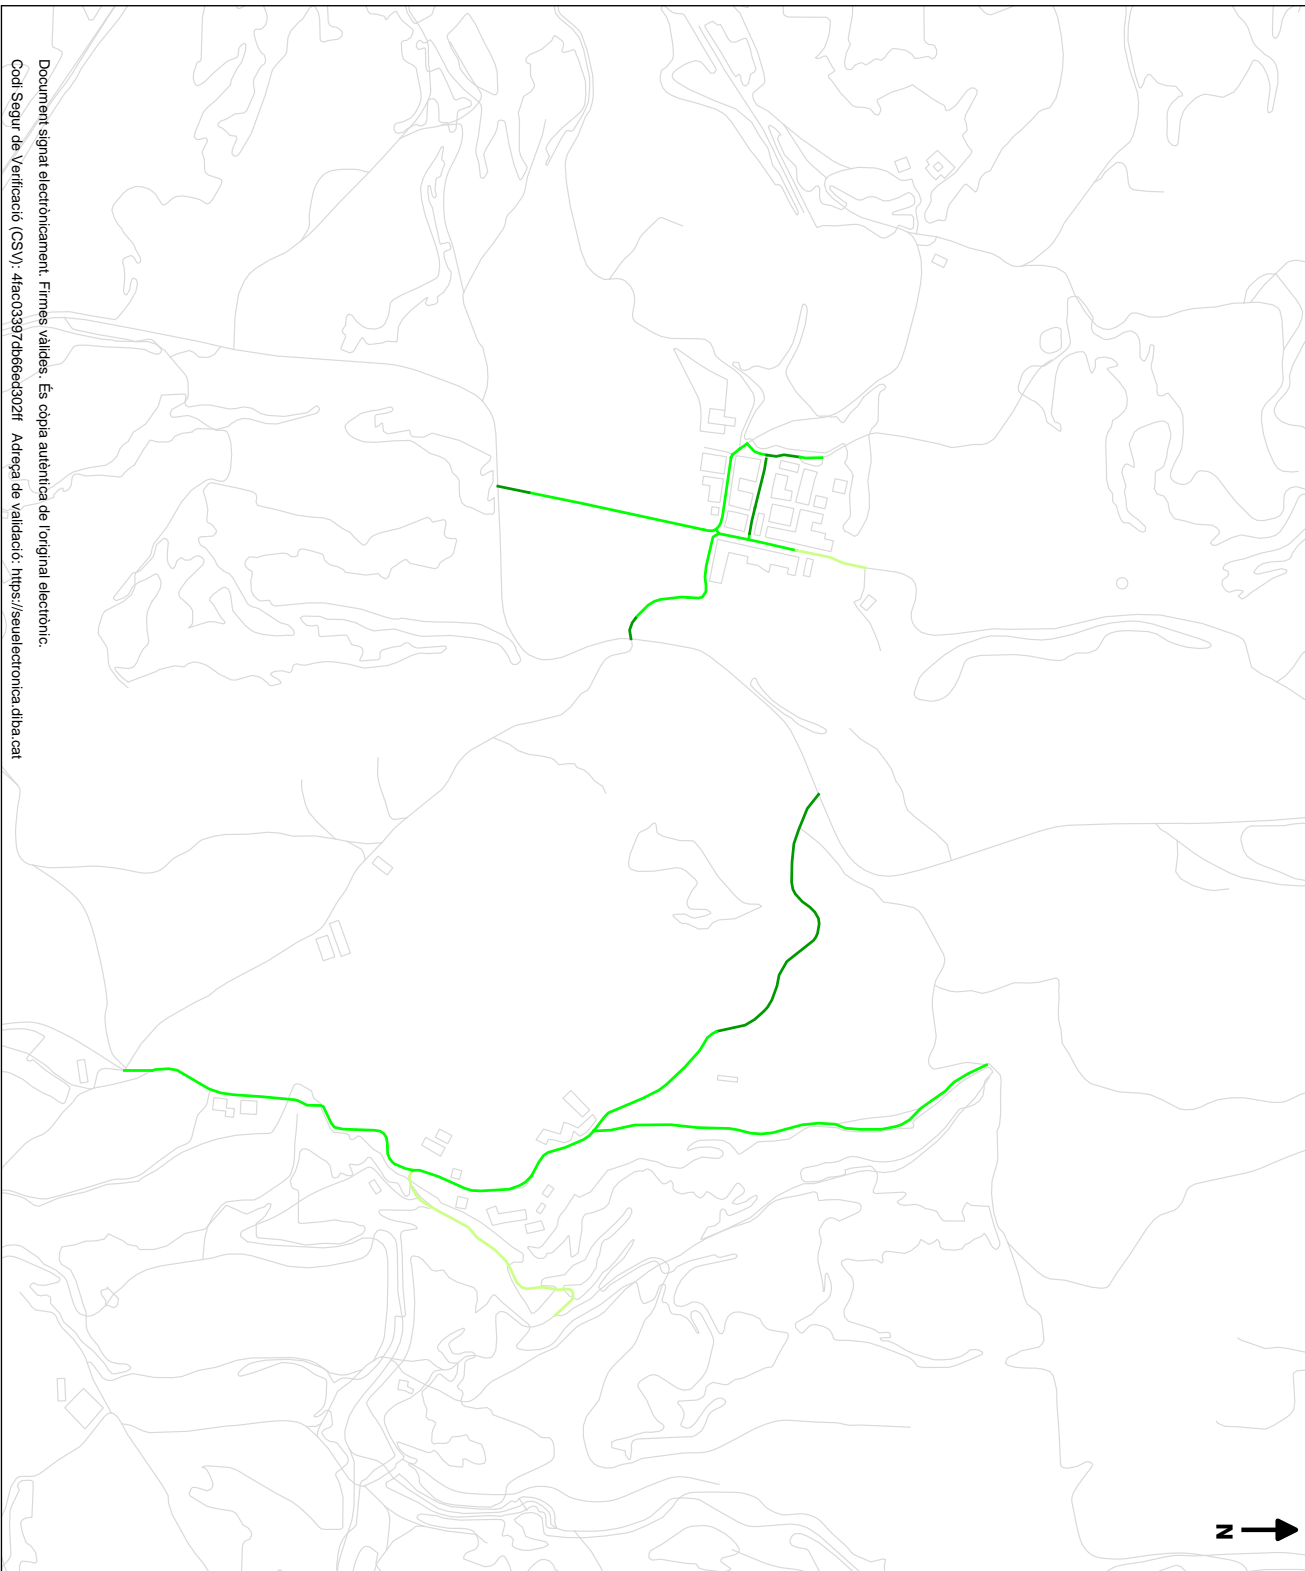 Document signat electrònicament. Firmes vàlides. És còpia autèntica de l'original electrònic.
Codi Segur de Verificació (CSV): 4fac03397db66ed302ff Adreça de validació: https://seuelectronica.diba.cat
N